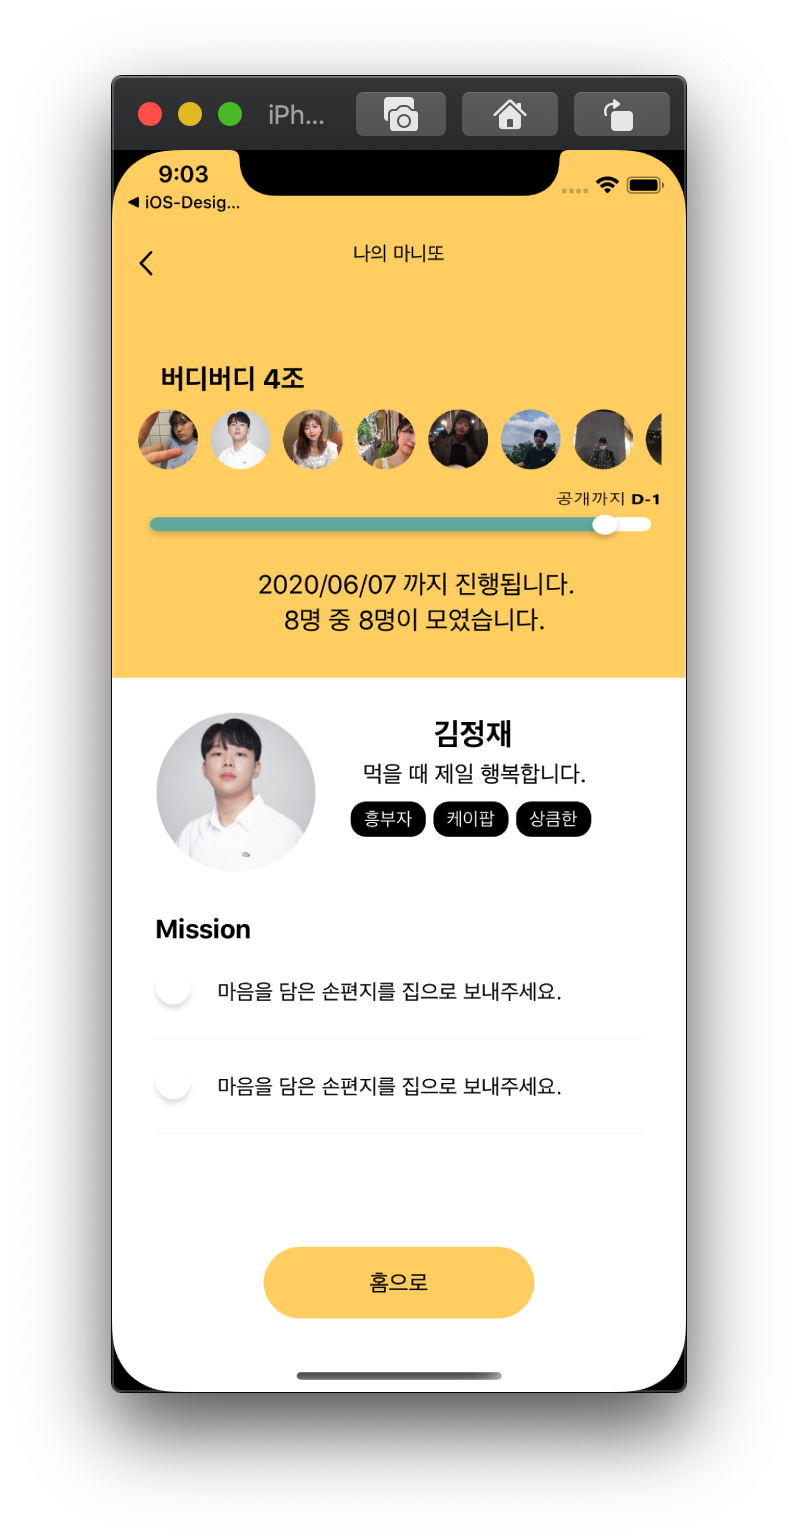 iPh...
9:03
◀ iOS-Desig...
나의 마니또
버디버디 4조
공개까지 D-1
2020/06/07 까지 진행됩니다.
8명 중 8명이 모였습니다.
김정재
먹을 때 제일 행복합니다.
흥부자 케이팝 상큼한
Mission
마음을 담은 손편지를 집으로 보내주세요.
마음을 담은 손편지를 집으로 보내주세요.
홈으로